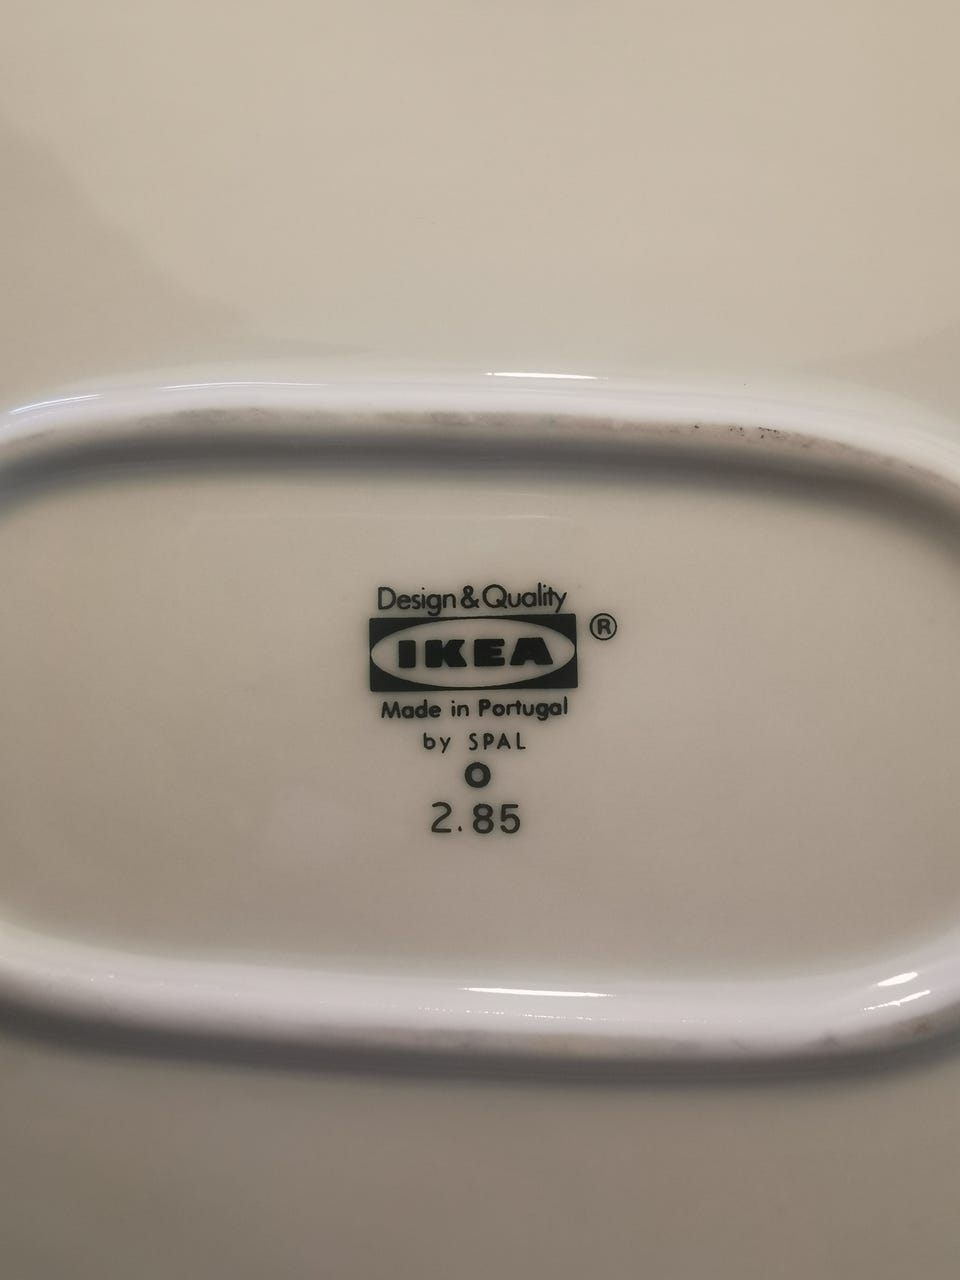 Design & Quality
IKEA ®
Made in Portugal
by SPAL
O
2.85